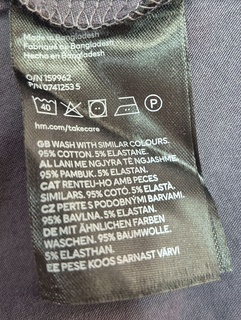 Made in Bangladesh
Fabriqué au Bangladesh
Hecho en Bangladesh
O/N 159962
P/N 0741253 5
40
P
hm.com/takecare
GB WASH WITH SIMILAR COLOURS.
95% COTTON. 5% ELASTANE.
AL LANI ME NGJYRA TË NGJASHME.
95% PAMBUK. 5% ELASTAN.
CAT RENTEU-HO AMB PECES
SIMILARS. 95% COTÓ. 5% ELASTÀ.
CZ PERTE S PODOBNÝMI BARVAMI.
95% BAVLNA. 5% ELASTAN.
DE MIT ÄHNLICHEN FARBEN
WASCHEN. 95% BAUMWOLLE.
5% ELASTHAN.
EE PESE KOOS SARNAST VÄRVI